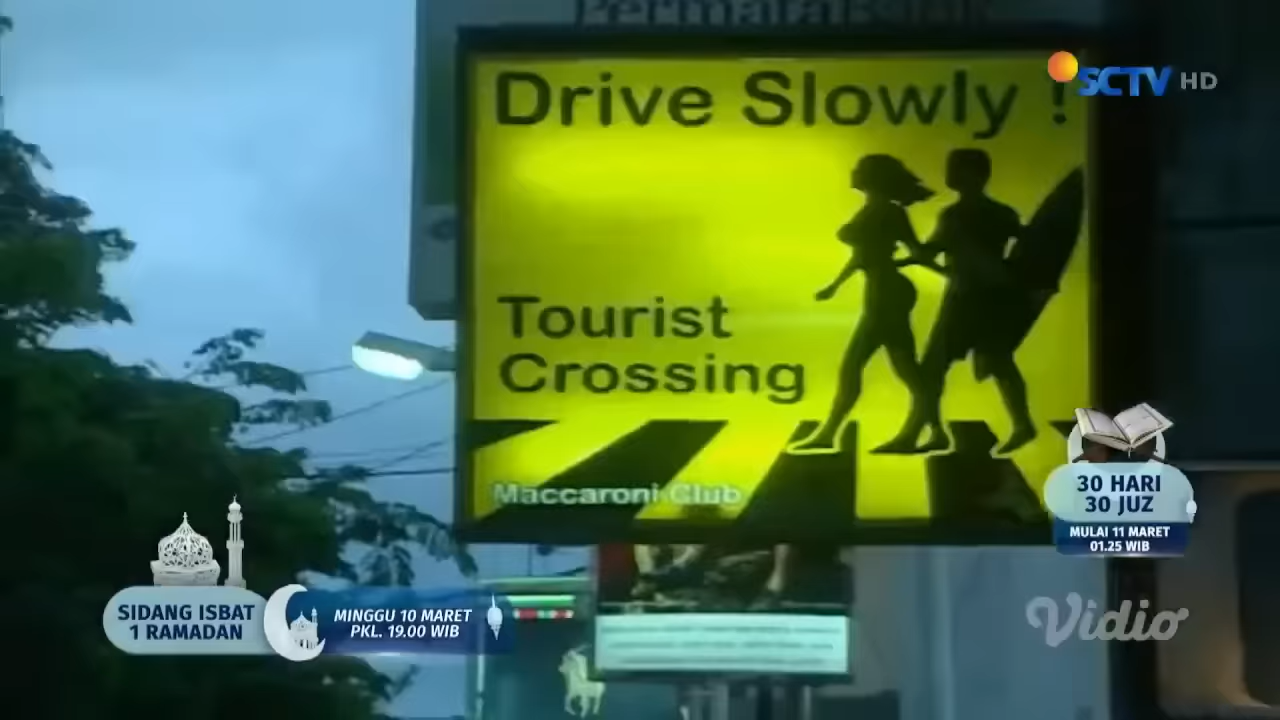 PermataBank
Drive Slowly !
SCTV HD
Tourist
Crossing
Maccaroni Club
30 HARI
30 JUZ
MULAI 11 MARET
01.25 WIB
SIDANG ISBAT
1 RAMADAN
MINGGU 10 MARET
PKL. 19.00 WIB
Vidio